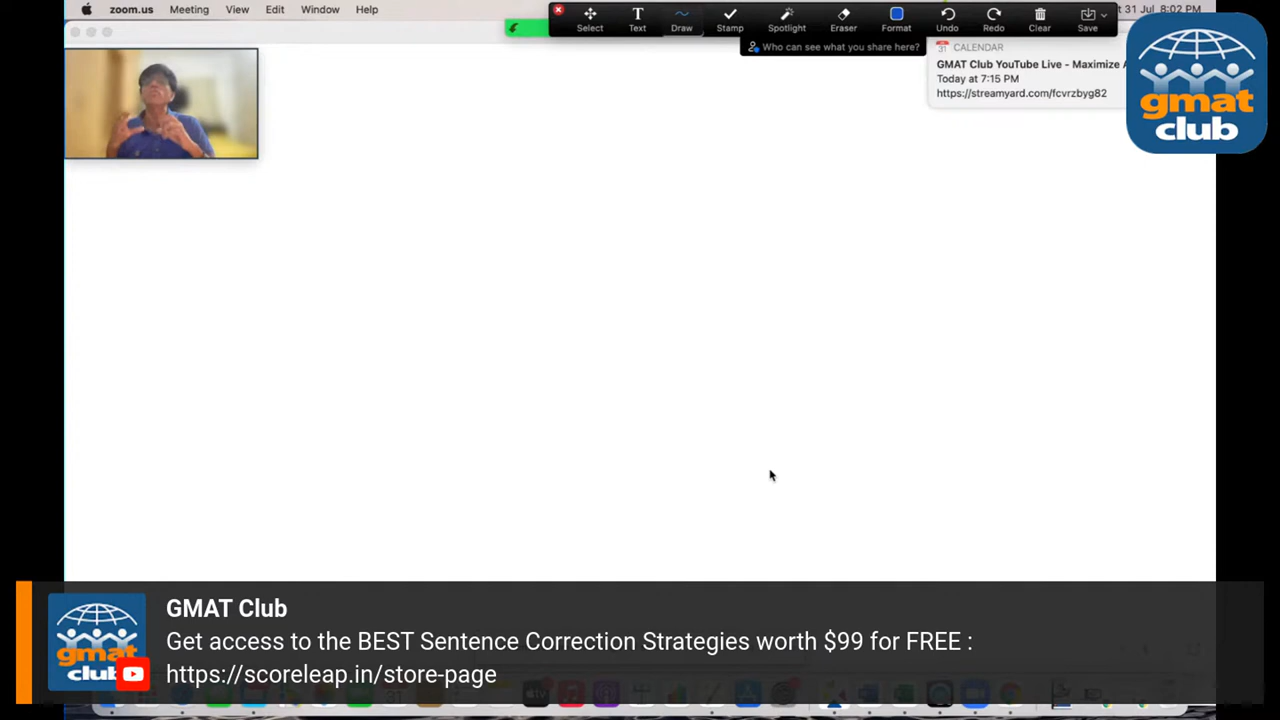 zoom.us Meeting View Edit Window Help
31 Jul 8:02 PM
Select Text Draw Stamp Spotlight Eraser Format Undo Redo Clear Save
Who can see what you share here?
31 CALENDAR
GMAT Club YouTube Live - Maximize
Today at 7:15 PM
https://streamyard.com/fcvrzbyg82
gmat
club
GMAT Club
Get access to the BEST Sentence Correction Strategies worth $99 for FREE :
https://scoreleap.in/store-page
gmat